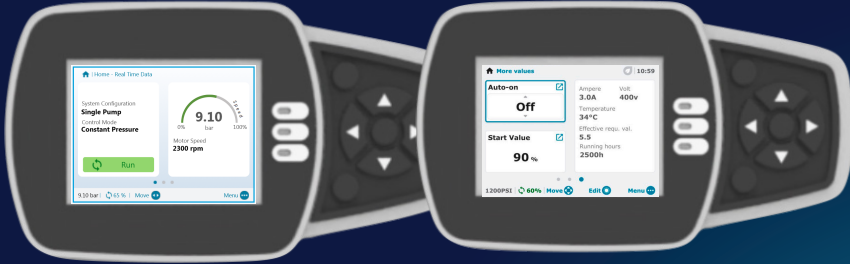 Home - Real Time Data
System Configuration
Single Pump
Control Mode
Constant Pressure
Run
Speed
9.10
0%
bar
100%
Motor Speed
2300 rpm
9.10 bar
65 %
Move
Menu
More values
10:59
Auto-on
Off
Start Value
90 %
Ampere Volt
3.0A 400v
Temperature
34°C
Effective requ. val.
5.5
Running hours
2500h
1200PSI
60%
Move
Edit
Menu